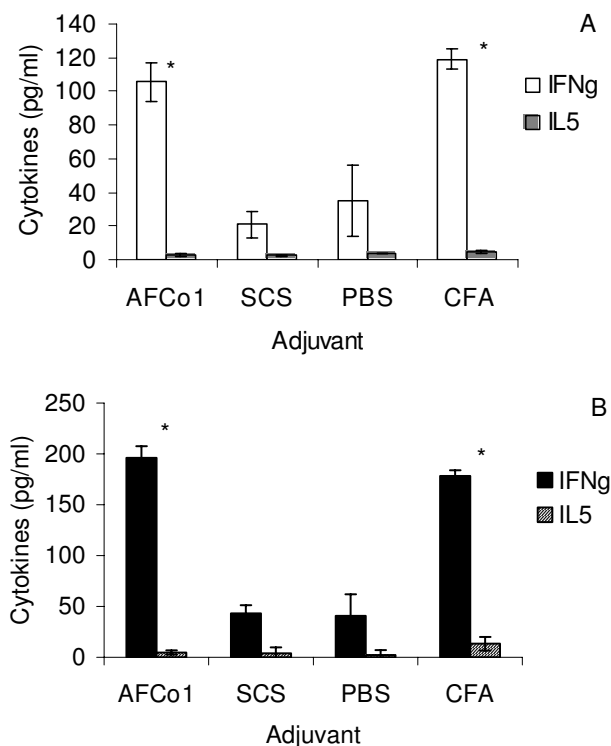 A
140
120
100
80
60
40
20
0
Cytokines (pg/ml)
*
*
IFNg
IL5
AFCo1 SCS PBS CFA
Adjuvant
B
250
200
150
100
50
0
Cytokines (pg/ml)
*
*
IFNg
IL5
AFCo1 SCS PBS CFA
Adjuvant